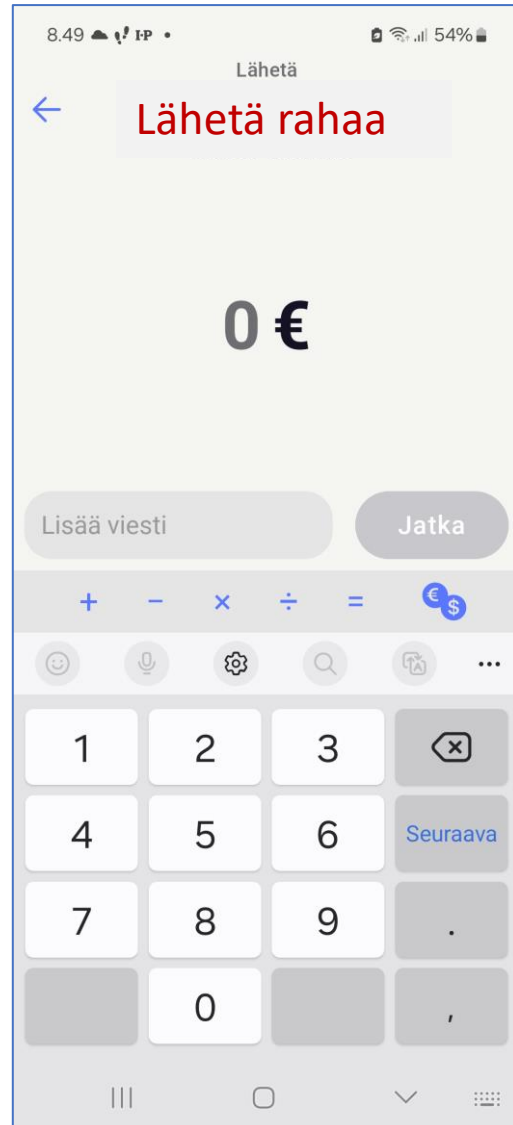 8.49 I-P • 54%
Lähetä
Lähetä rahaa
0 €
Lisää viesti Jatka
+ − × ÷ = € $
1 2 3
4 5 6 Seuraava
7 8 9 .
0 ,